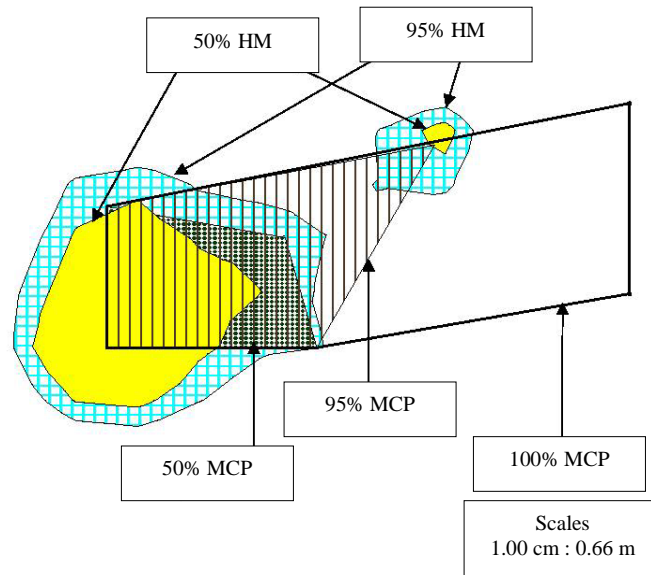 50% HM
95% HM
95% MCP
50% MCP
100% MCP
Scales
1.00 cm : 0.66 m